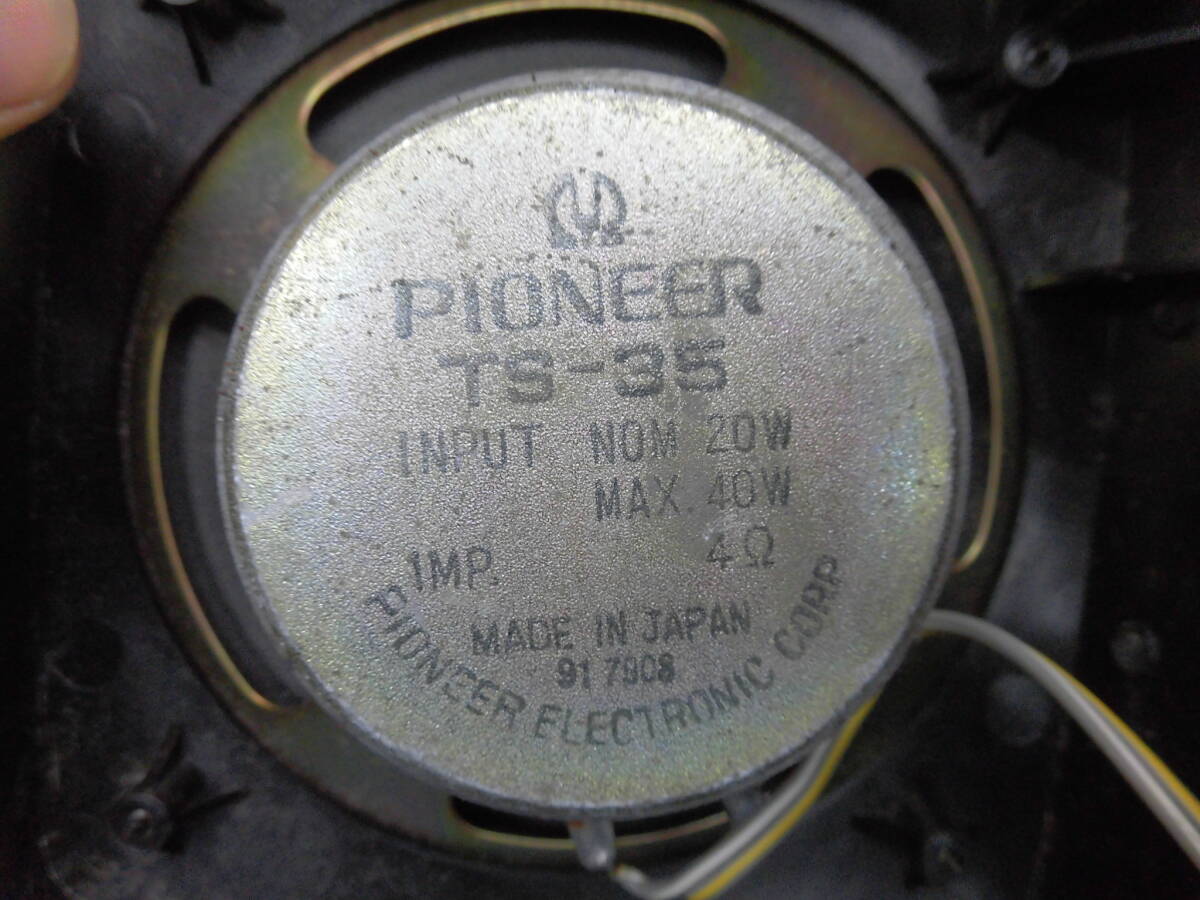 PIONEER
TS-35
INPUT NOM 20W
MAX. 40W
IMP. 4Ω
MADE IN JAPAN
91 7908
PIONEER ELECTRONIC CORP